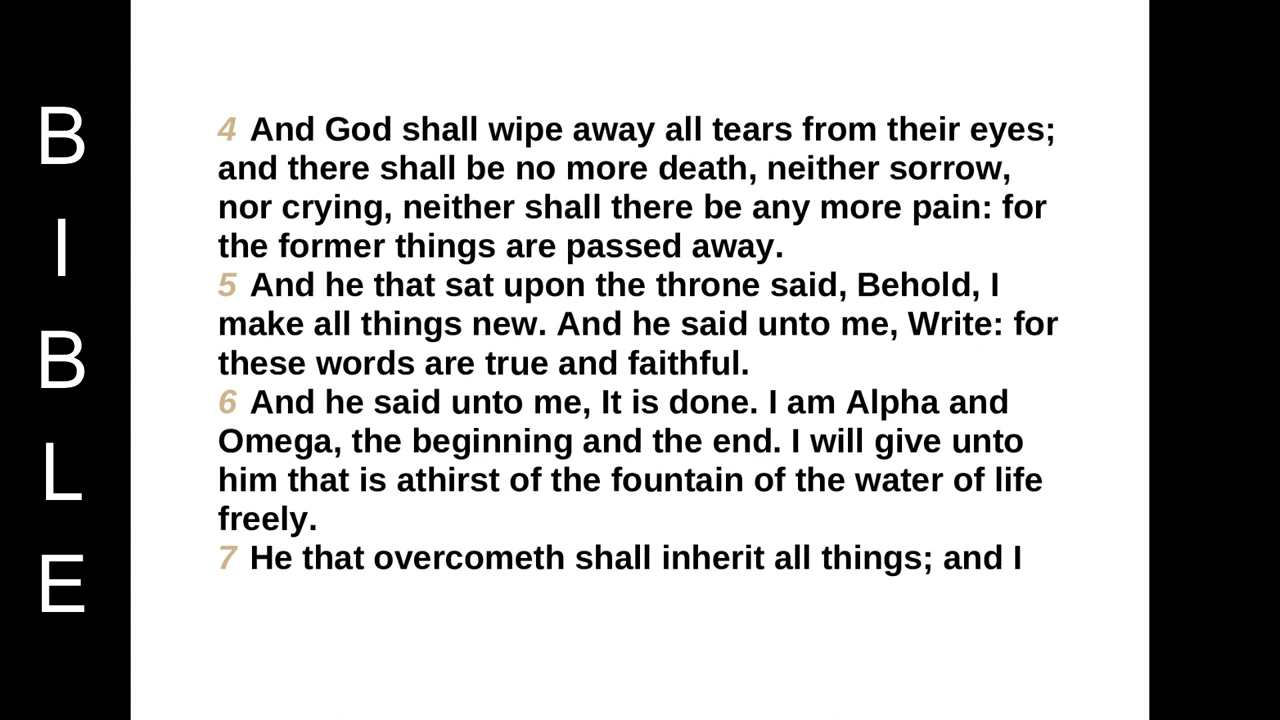 BIBLE
4 And God shall wipe away all tears from their eyes;
and there shall be no more death, neither sorrow,
nor crying, neither shall there be any more pain: for
the former things are passed away.
5 And he that sat upon the throne said, Behold, I
make all things new. And he said unto me, Write: for
these words are true and faithful.
6 And he said unto me, It is done. I am Alpha and
Omega, the beginning and the end. I will give unto
him that is athirst of the fountain of the water of life
freely.
7 He that overcometh shall inherit all things; and I